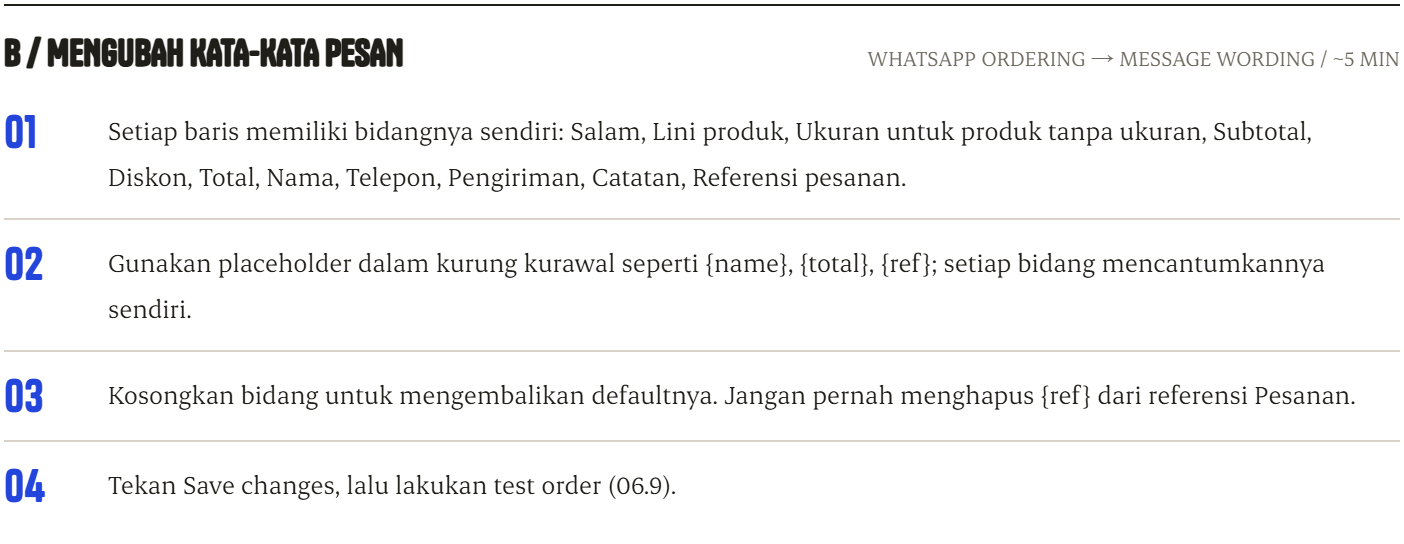 B / MENGUBAH KATA-KATA PESAN
WHATSAPP ORDERING → MESSAGE WORDING / ~5 MIN
01
Setiap baris memiliki bidangnya sendiri: Salam, Lini produk, Ukuran untuk produk tanpa ukuran, Subtotal,
Diskon, Total, Nama, Telepon, Pengiriman, Catatan, Referensi pesanan.
02
Gunakan placeholder dalam kurung kurawal seperti {name}, {total}, {ref}; setiap bidang mencantumkannya
sendiri.
03
Kosongkan bidang untuk mengembalikan defaultnya. Jangan pernah menghapus {ref} dari referensi Pesanan.
04
Tekan Save changes, lalu lakukan test order (06.9).